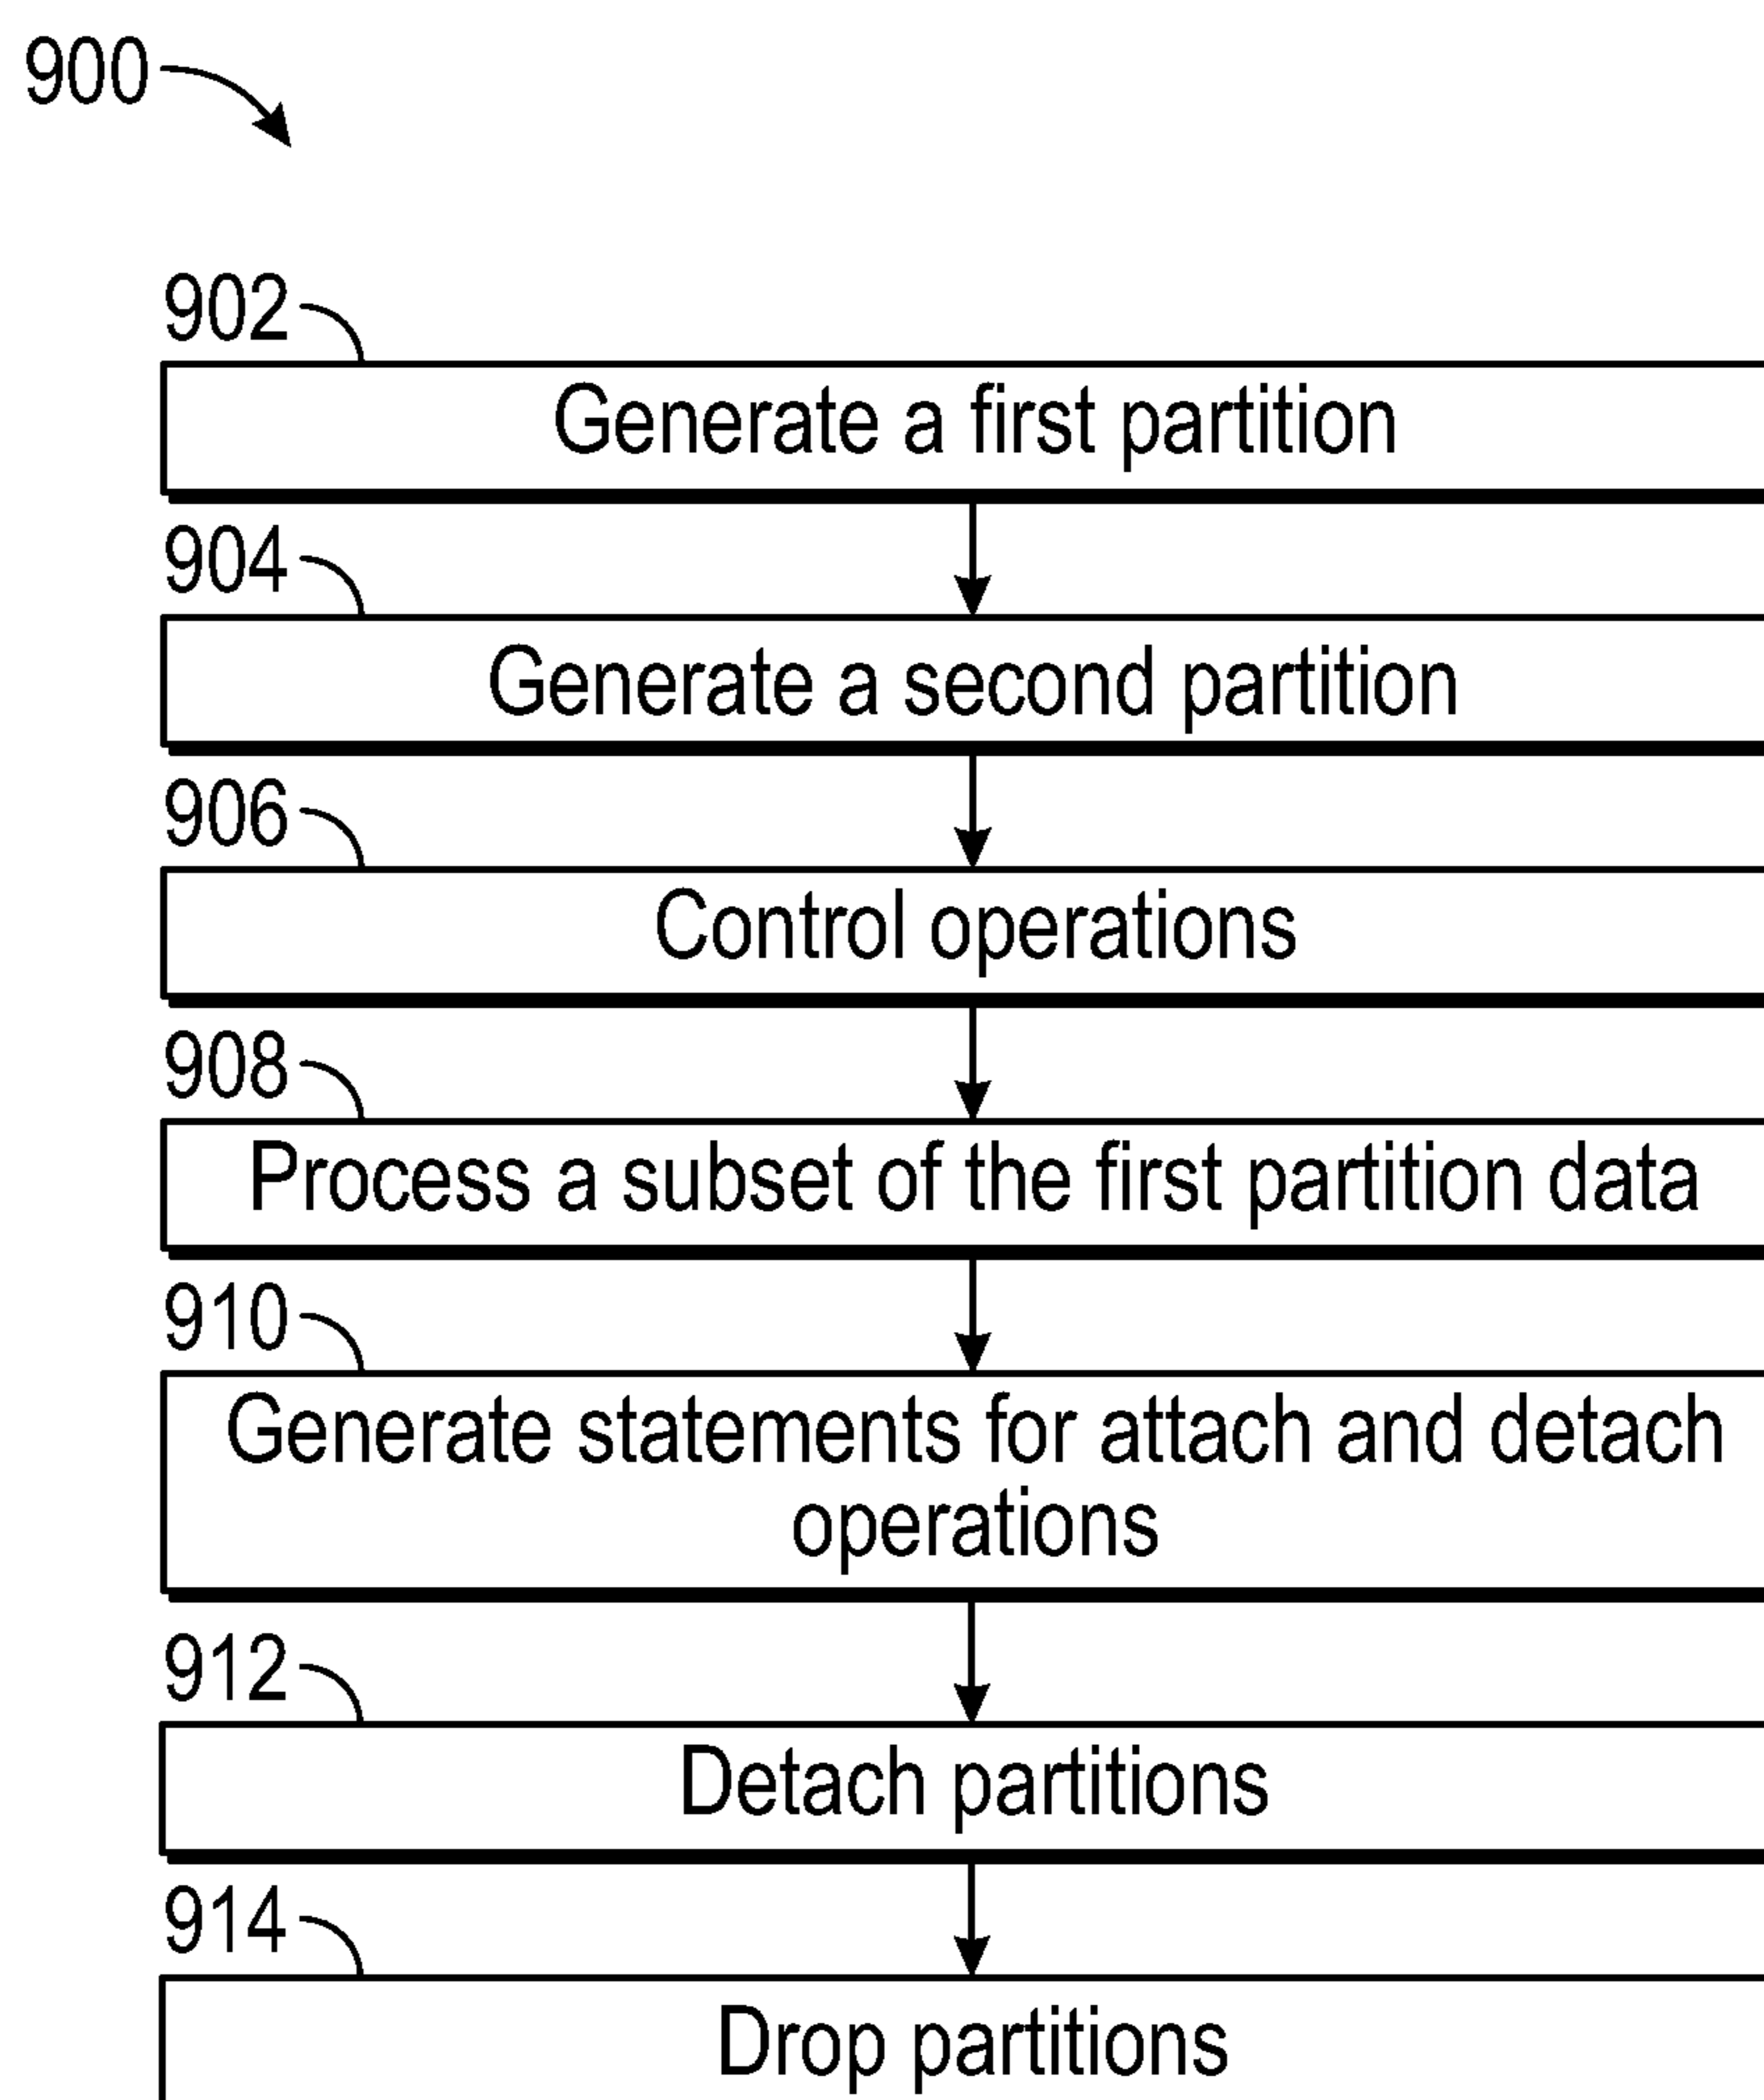 900
902
Generate a first partition
904
Generate a second partition
906
Control operations
908
Process a subset of the first partition data
910
Generate statements for attach and detach
operations
912
Detach partitions
914
Drop partitions